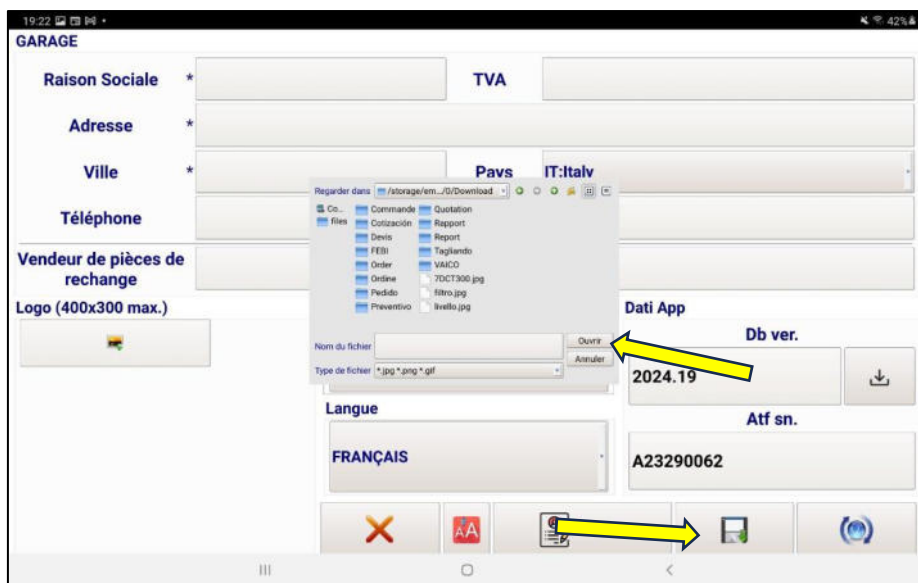 19:22 42%
GARAGE
Raison Sociale * TVA
Adresse *
Ville * Pays IT:Italy
Téléphone
Vendeur de pièces de rechange
Logo (400x300 max.)
Regarder dans /storage/em.../0/Download
Co...
files
Commande
Cotización
Devis
FEBI
Order
Ordine
Pedido
Preventivo
Quotation
Rapport
Report
Tagliando
VAICO
7DCT300.jpg
filtro.jpg
livello.jpg
Nom du fichier
Ouvrir
Annuler
Type de fichier *.jpg *.png *.gif
Langue
FRANÇAIS
Dati App
Db ver.
2024.19
Atf sn.
A23290062
AA